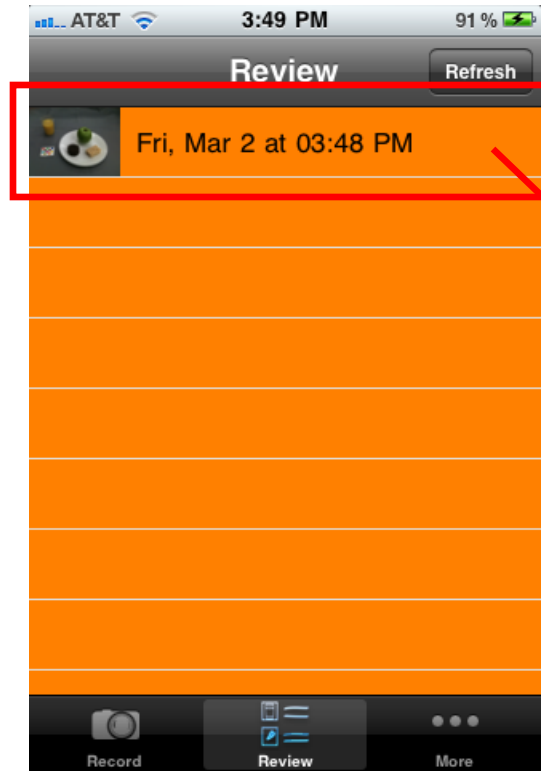 AT&T 3:49 PM 91 %
Review Refresh
Fri, Mar 2 at 03:48 PM
Record Review More